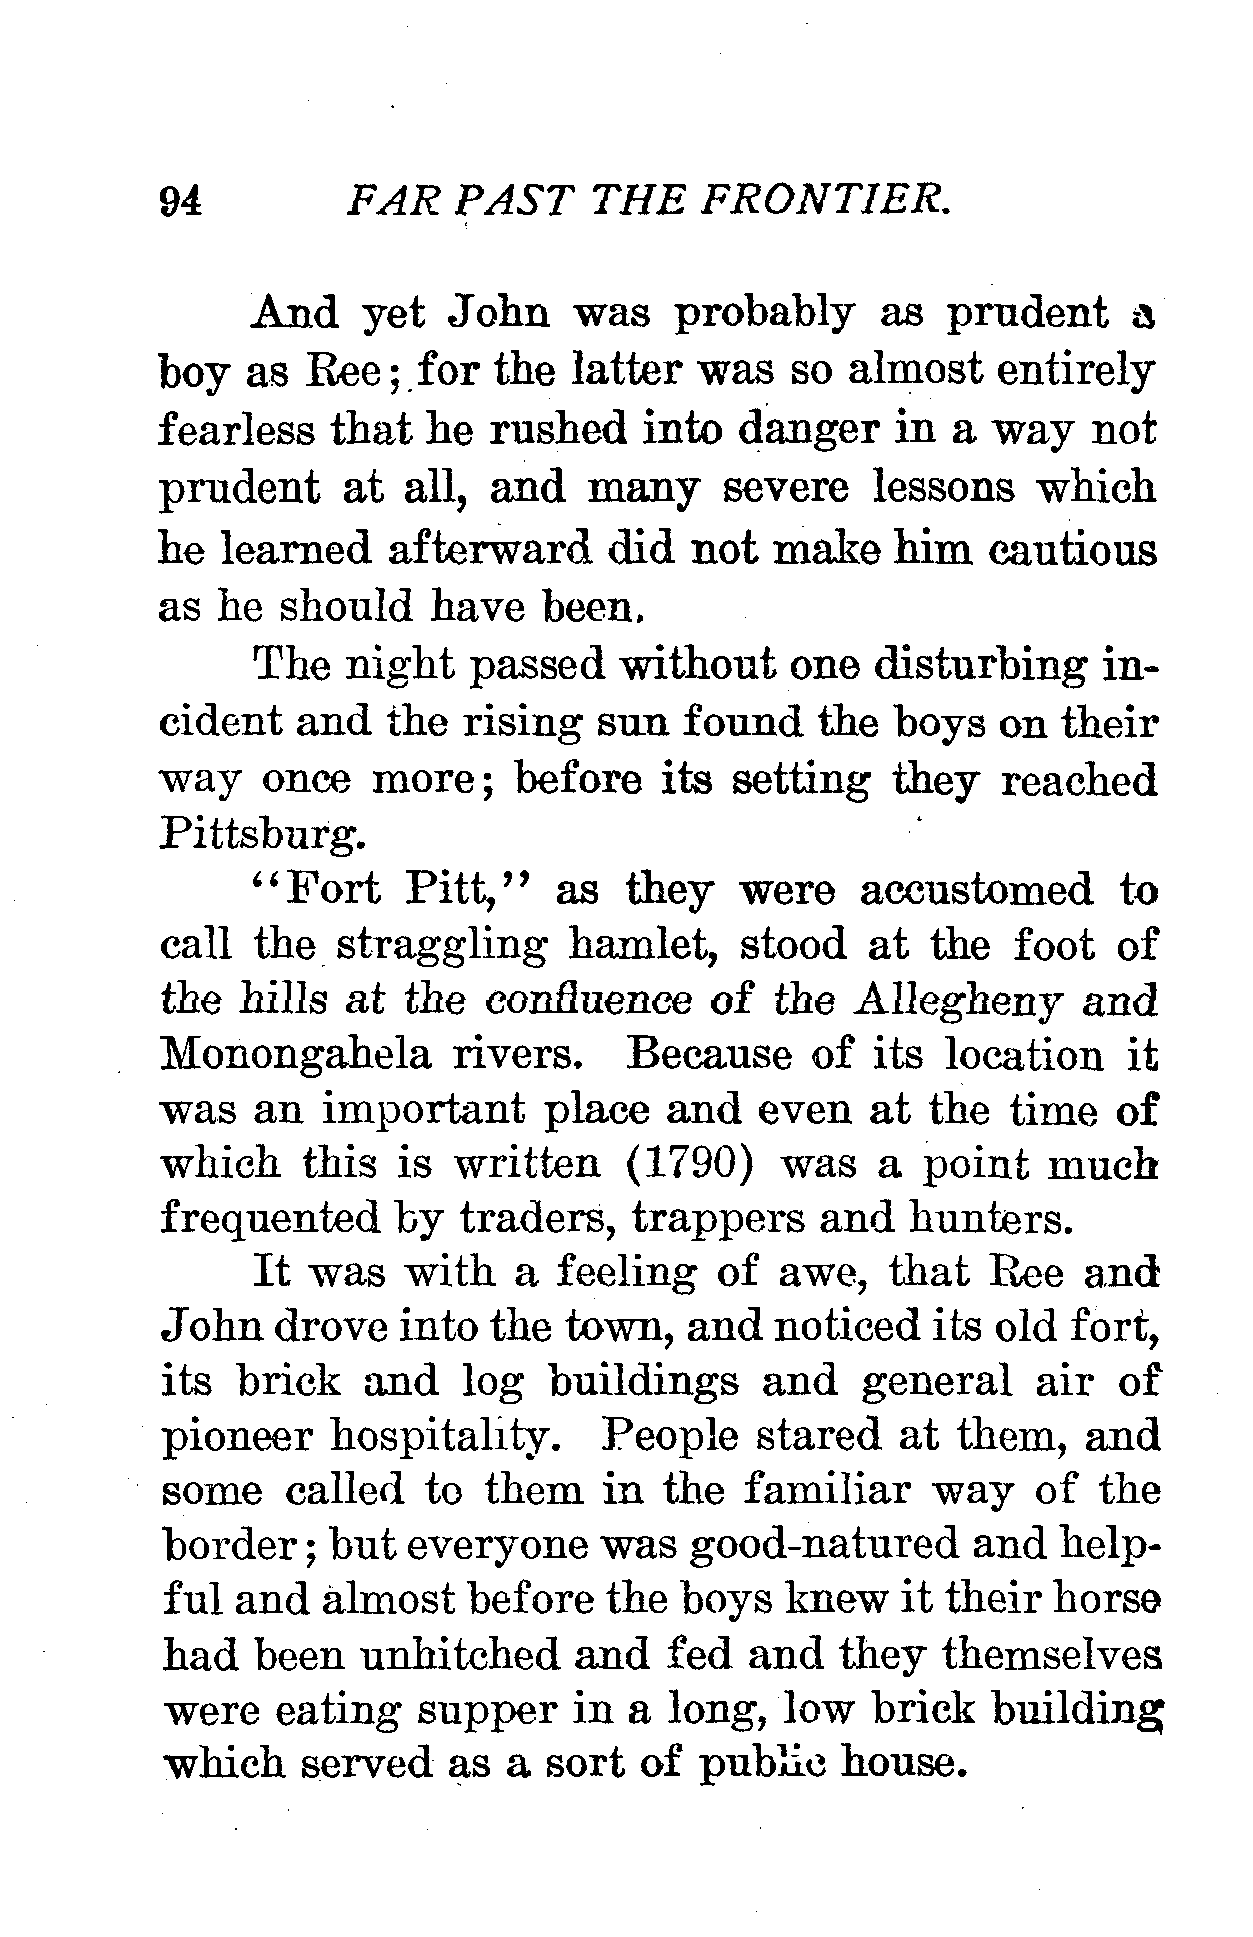 94 FAR PAST THE FRONTIER.
And yet John was probably as prudent a
boy as Ree; for the latter was so almost entirely
fearless that he rushed into danger in a way not
prudent at all, and many severe lessons which
he learned afterward did not make him cautious
as he should have been.
The night passed without one disturbing in-
cident and the rising sun found the boys on their
way once more; before its setting they reached
Pittsburg.
"Fort Pitt," as they were accustomed to
call the straggling hamlet, stood at the foot of
the hills at the confluence of the Allegheny and
Monongahela rivers. Because of its location it
was an important place and even at the time of
which this is written (1790) was a point much
frequented by traders, trappers and hunters.
It was with a feeling of awe, that Ree and
John drove into the town, and noticed its old fort,
its brick and log buildings and general air of
pioneer hospitality. People stared at them, and
some called to them in the familiar way of the
border; but everyone was good-natured and help-
ful and almost before the boys knew it their horse
had been unhitched and fed and they themselves
were eating supper in a long, low brick building
which served as a sort of public house.